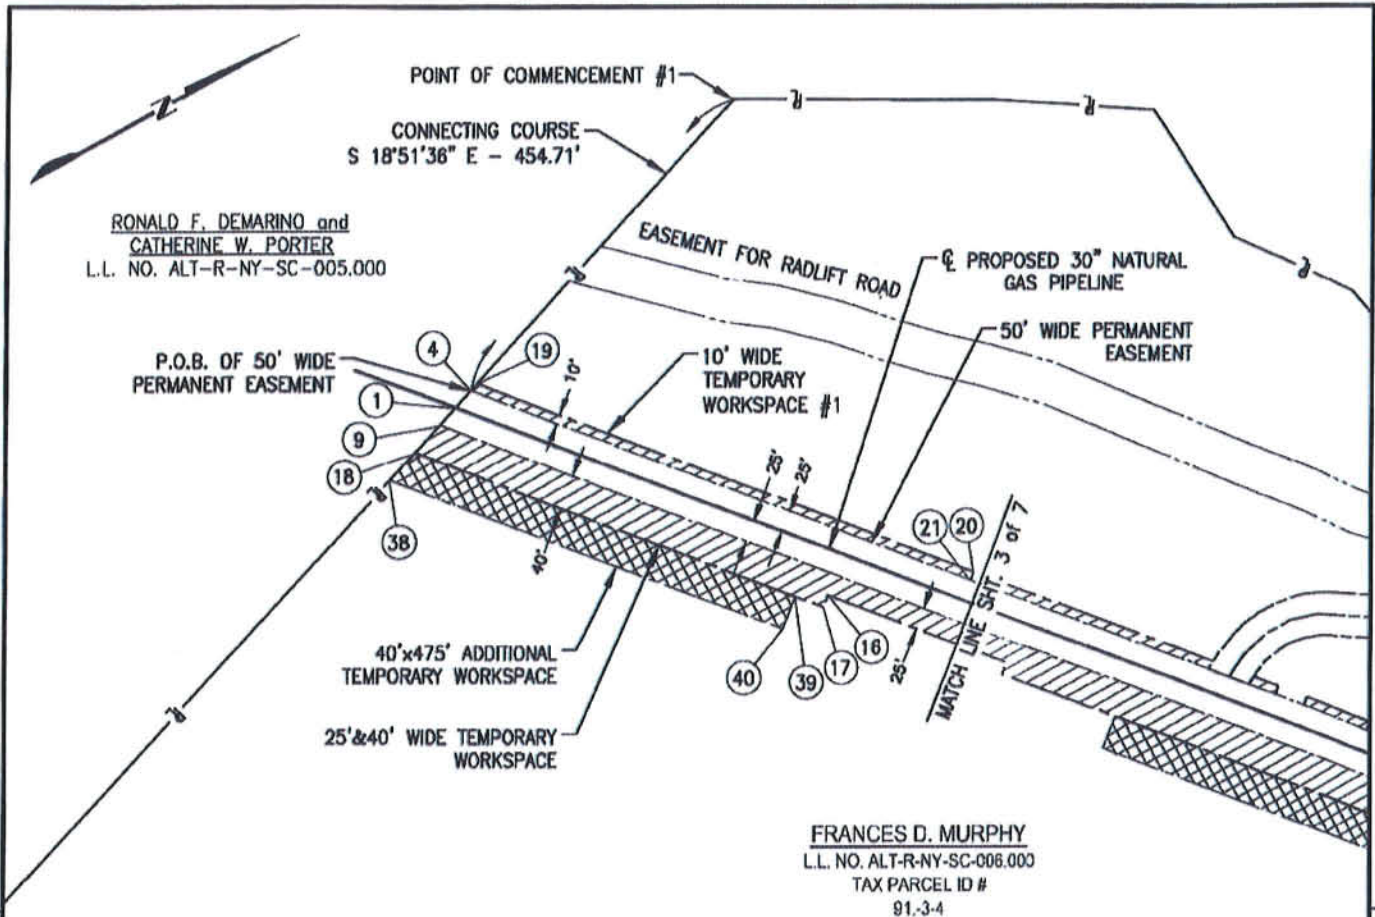 POINT OF COMMENCEMENT #1
CONNECTING COURSE
S 18°51'36" E - 454.71'
N
RONALD F. DEMARINO and
CATHERINE W. PORTER
L.L. NO. ALT-R-NY-SC-005.000
EASEMENT FOR RADLIFT ROAD
℄ PROPOSED 30" NATURAL
GAS PIPELINE
50' WIDE PERMANENT
EASEMENT
P.O.B. OF 50' WIDE
PERMANENT EASEMENT
4
19
10'
10' WIDE
TEMPORARY
WORKSPACE #1
1
9
18
38
25'
25'
21
20
MATCH LINE SHT. 3 of 7
40'
40'x475' ADDITIONAL
TEMPORARY WORKSPACE
40
39
17
16
25'
25'&40' WIDE TEMPORARY
WORKSPACE
FRANCES D. MURPHY
L.L. NO. ALT-R-NY-SC-006.000
TAX PARCEL ID #
91.-3-4